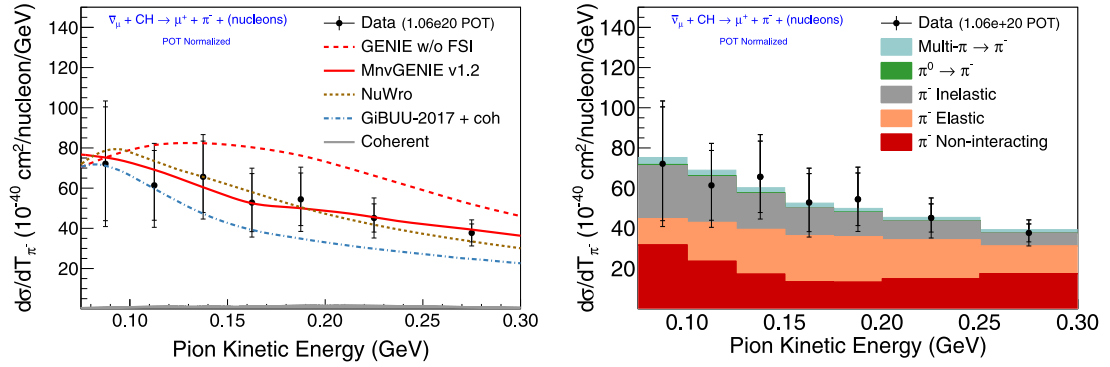 ν̄μ + CH → μ⁺ + π⁻ + (nucleons)
POT Normalized
Data (1.06e20 POT)
GENIE w/o FSI
MnvGENIE v1.2
NuWro
GiBUU-2017 + coh
Coherent
dσ/dTπ⁻ (10⁻⁴⁰ cm²/nucleon/GeV)
140
120
100
80
60
40
20
0.10 0.15 0.20 0.25 0.30
Pion Kinetic Energy (GeV)
ν̄μ + CH → μ⁺ + π⁻ + (nucleons)
POT Normalized
Data (1.06e+20 POT)
Multi-π → π⁻
π⁰ → π⁻
π⁻ Inelastic
π⁻ Elastic
π⁻ Non-interacting
dσ/dTπ⁻ (10⁻⁴⁰ cm²/nucleon/GeV)
140
120
100
80
60
40
20
0.10 0.15 0.20 0.25 0.30
Pion Kinetic Energy (GeV)